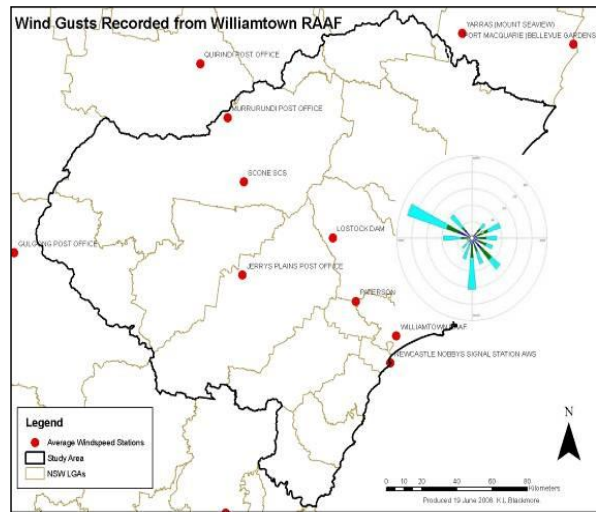 Wind Gusts Recorded from Williamtown RAAF
YARRAS (MOUNT SEAVIEW)
PORT MACQUARIE (BELLEVUE GARDENS
QUIRINDI POST OFFICE
MURRURUNDI POST OFFICE
SCONE SCS
LOSTOCK DAM
GULGONG POST OFFICE
JERRYS PLAINS POST OFFICE
PATERSON
WILLIAMTOWN RAAF
NEWCASTLE NOBBYS SIGNAL STATION AWS
Legend
Average Windspeed Stations
Study Area
NSW LGAs
N
0 10 20 40 60 80
Kilometers
Produced 19 June 2008. K.L Blackmore.